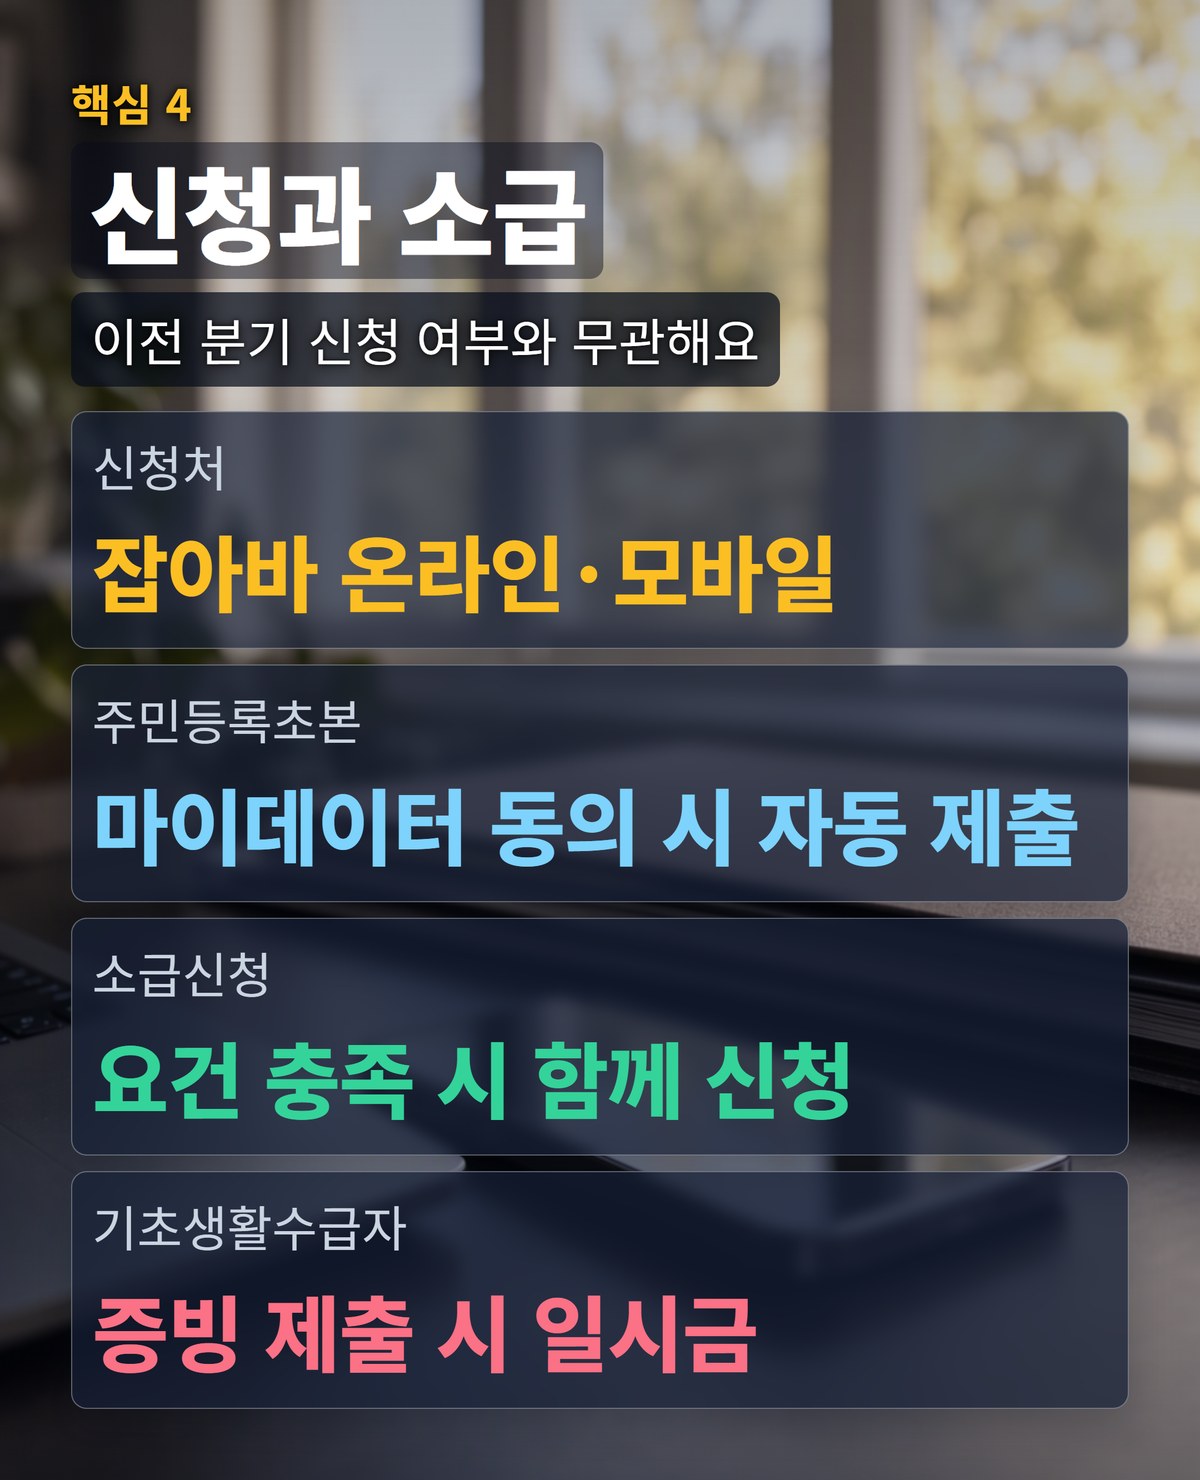 핵심 4
신청과 소급
이전 분기 신청 여부와 무관해요
신청처
잡아바 온라인·모바일
주민등록초본
마이데이터 동의 시 자동 제출
소급신청
요건 충족 시 함께 신청
기초생활수급자
증빙 제출 시 일시금